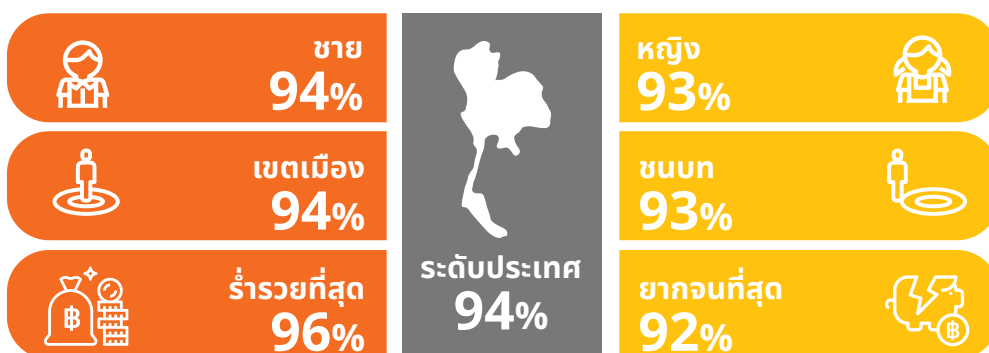 ชาย
94%
เขตเมือง
94%
ร่ำรวยที่สุด
96%
ระดับประเทศ
94%
หญิง
93%
ชนบท
93%
ยากจนที่สุด
92%